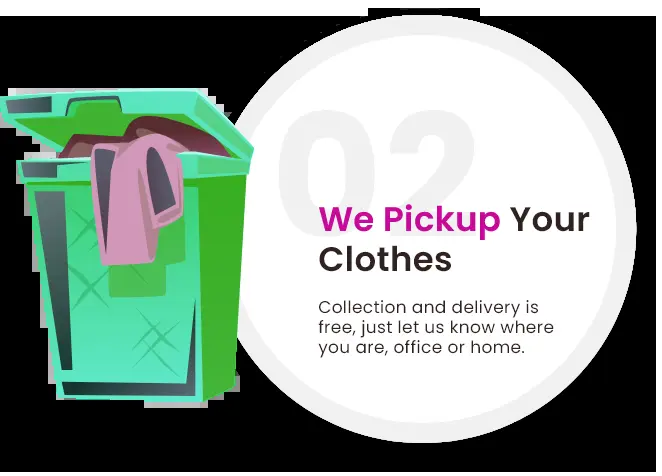 02
We Pickup Your
Clothes
Collection and delivery is
free, just let us know where
you are, office or home.